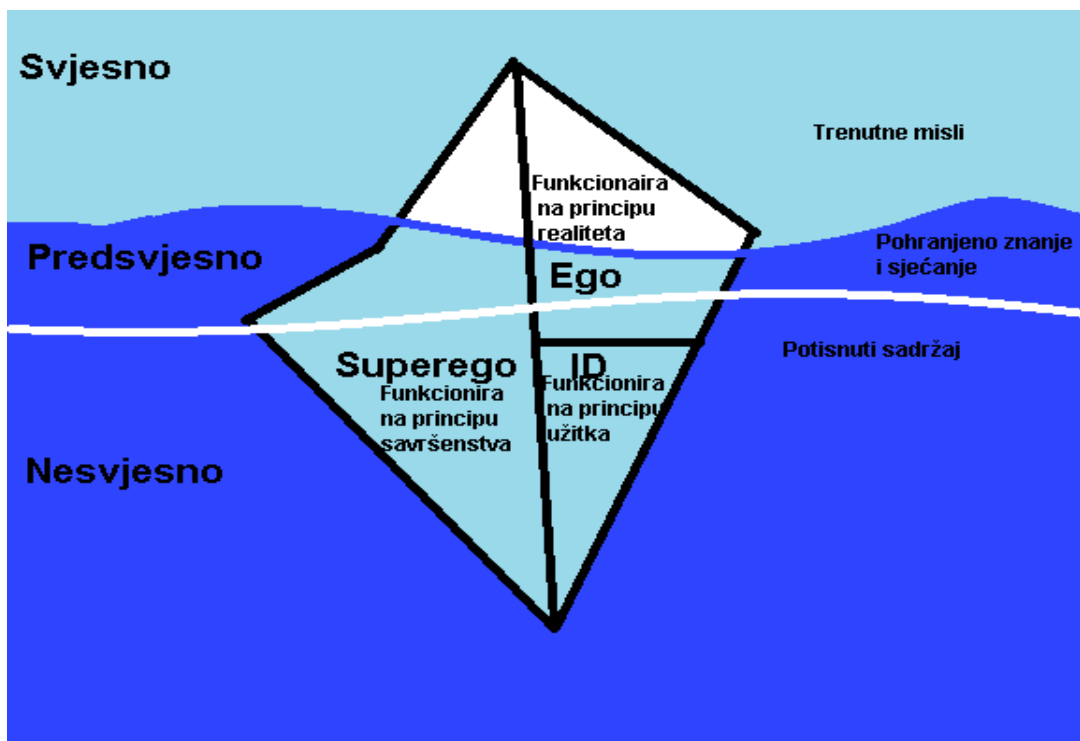 Svjesno
Trenutne misli
Funkcionaira
na principu
realiteta
Predsvjesno
Ego
Pohranjeno znanje
i sjećanje
Superego
Funkcionira
na principu
savršenstva
ID
Funkcionira
na principu
užitka
Potisnuti sadržaj
Nesvjesno